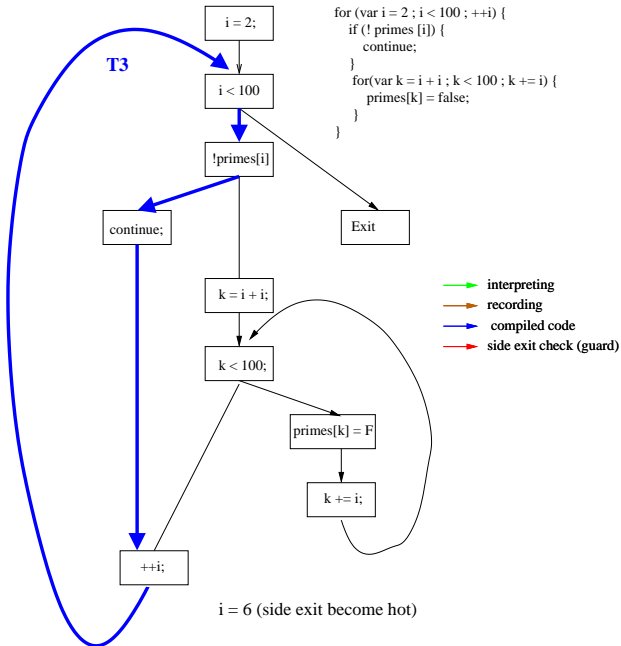 i = 2;
for (var i = 2 ; i < 100 ; ++i) {
if (! primes [i]) {
continue;
}
for(var k = i + i ; k < 100 ; k += i) {
primes[k] = false;
}
}
T3
i < 100
!primes[i]
continue;
Exit
k = i + i;
interpreting
recording
compiled code
side exit check (guard)
k < 100;
primes[k] = F
k += i;
++i;
i = 6 (side exit become hot)